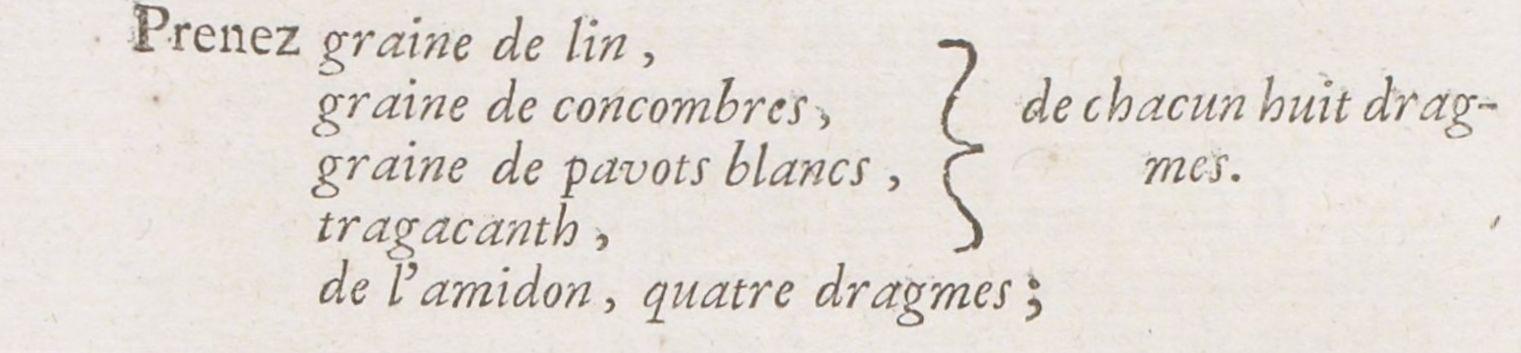 Prenez graine de lin,
graine de concombres,
graine de pavots blancs,
tragacanth,
de chacun huit drag-
mes.
de l'amidon, quatre dragmes;